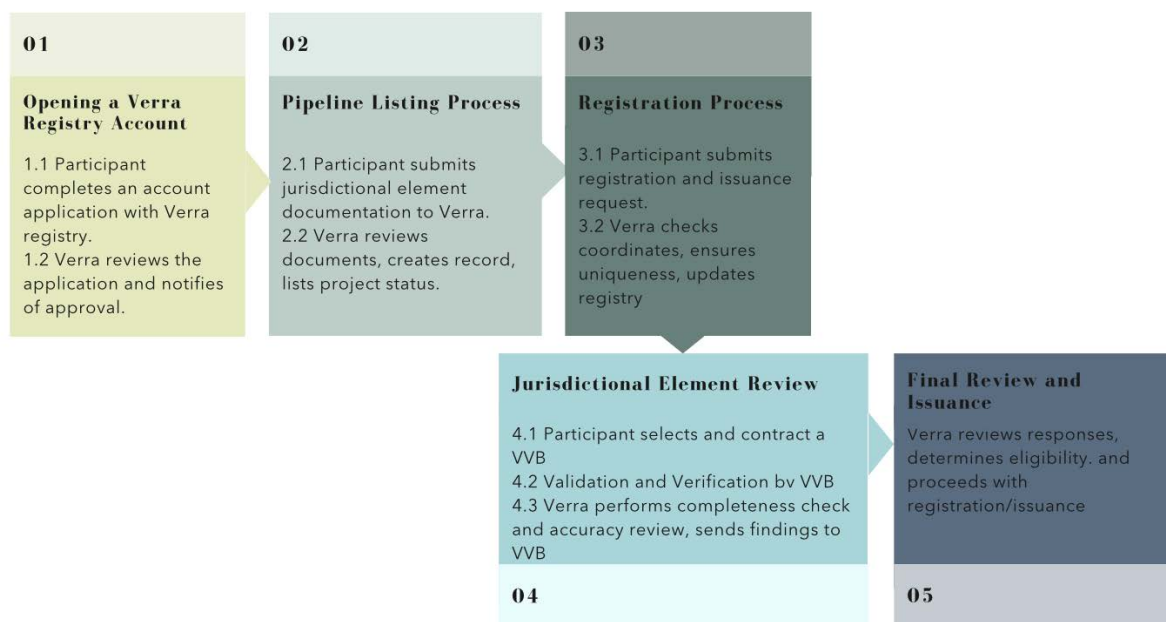 01
Opening a Verra
Registry Account
1.1 Participant
completes an account
application with Verra
registry.
1.2 Verra reviews the
application and notifies
of approval.
02
Pipeline Listing Process
2.1 Participant submits
jurisdictional element
documentation to Verra.
2.2 Verra reviews
documents, creates record,
lists project status.
03
Registration Process
3.1 Participant submits
registration and issuance
request.
3.2 Verra checks
coordinates, ensures
uniqueness, updates
registry
Jurisdictional Element Review
4.1 Participant selects and contract a
VVB
4.2 Validation and Verification by VVB
4.3 Verra performs completeness check
and accuracy review, sends findings to
VVB
04
Final Review and
Issuance
Verra reviews responses,
determines eligibility. and
proceeds with
registration/issuance
05